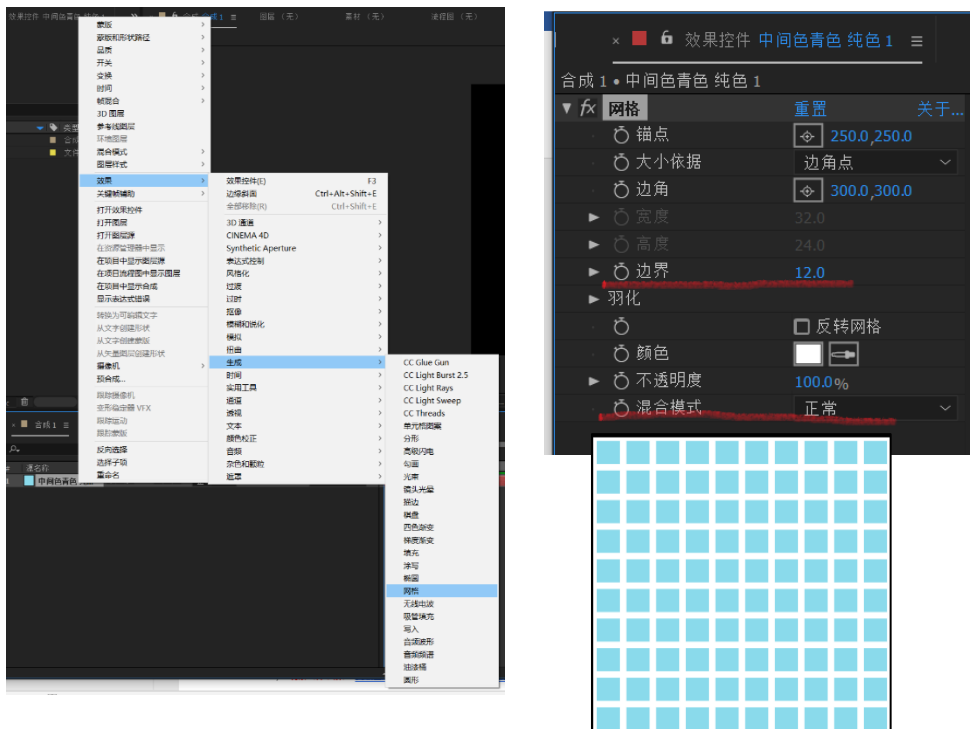 效果控件 中间色青色 纯色 1
合成 1
图层 （无）
素材 （无）
流程图 （无）
类型
合成
文件
蒙版
蒙版和形状路径
品质
开关
变换
时间
帧混合
3D 图层
参考线图层
环境图层
混合模式
图层样式
效果
关键帧辅助
打开效果控件
打开图层
打开图层源
在资源管理器中显示
在项目中显示图层源
在项目流程图中显示图层
在项目中显示合成
显示表达式错误
转换为可编辑文字
从文字创建形状
从文字创建蒙版
从矢量图层创建形状
摄像机
预合成...
跟踪摄像机
变形稳定器 VFX
跟踪运动
跟踪蒙版
反向选择
选择子项
重命名
合成 1
源名称
中间色青色
效果控件(E) F3
边缘斜面 Ctrl+Alt+Shift+E
全部移除(R) Ctrl+Shift+E
3D 通道
CINEMA 4D
Synthetic Aperture
表达式控制
风格化
过渡
过时
抠像
模糊和锐化
模拟
扭曲
生成
时间
实用工具
通道
透视
文本
颜色校正
音频
杂色和颗粒
遮罩
CC Glue Gun
CC Light Burst 2.5
CC Light Rays
CC Light Sweep
CC Threads
单元格图案
分形
高级闪电
勾画
光束
镜头光晕
描边
棋盘
四色渐变
梯度渐变
填充
涂写
椭圆
网格
无线电波
吸管填充
写入
音频波形
音频频谱
油漆桶
圆形
× 效果控件 中间色青色 纯色 1 ≡
合成 1 • 中间色青色 纯色 1
fx 网格 重置 关于...
锚点 250.0,250.0
大小依据 边角点
边角 300.0,300.0
宽度 32.0
高度 24.0
边界 12.0
羽化
反转网格
颜色
不透明度 100.0%
混合模式 正常